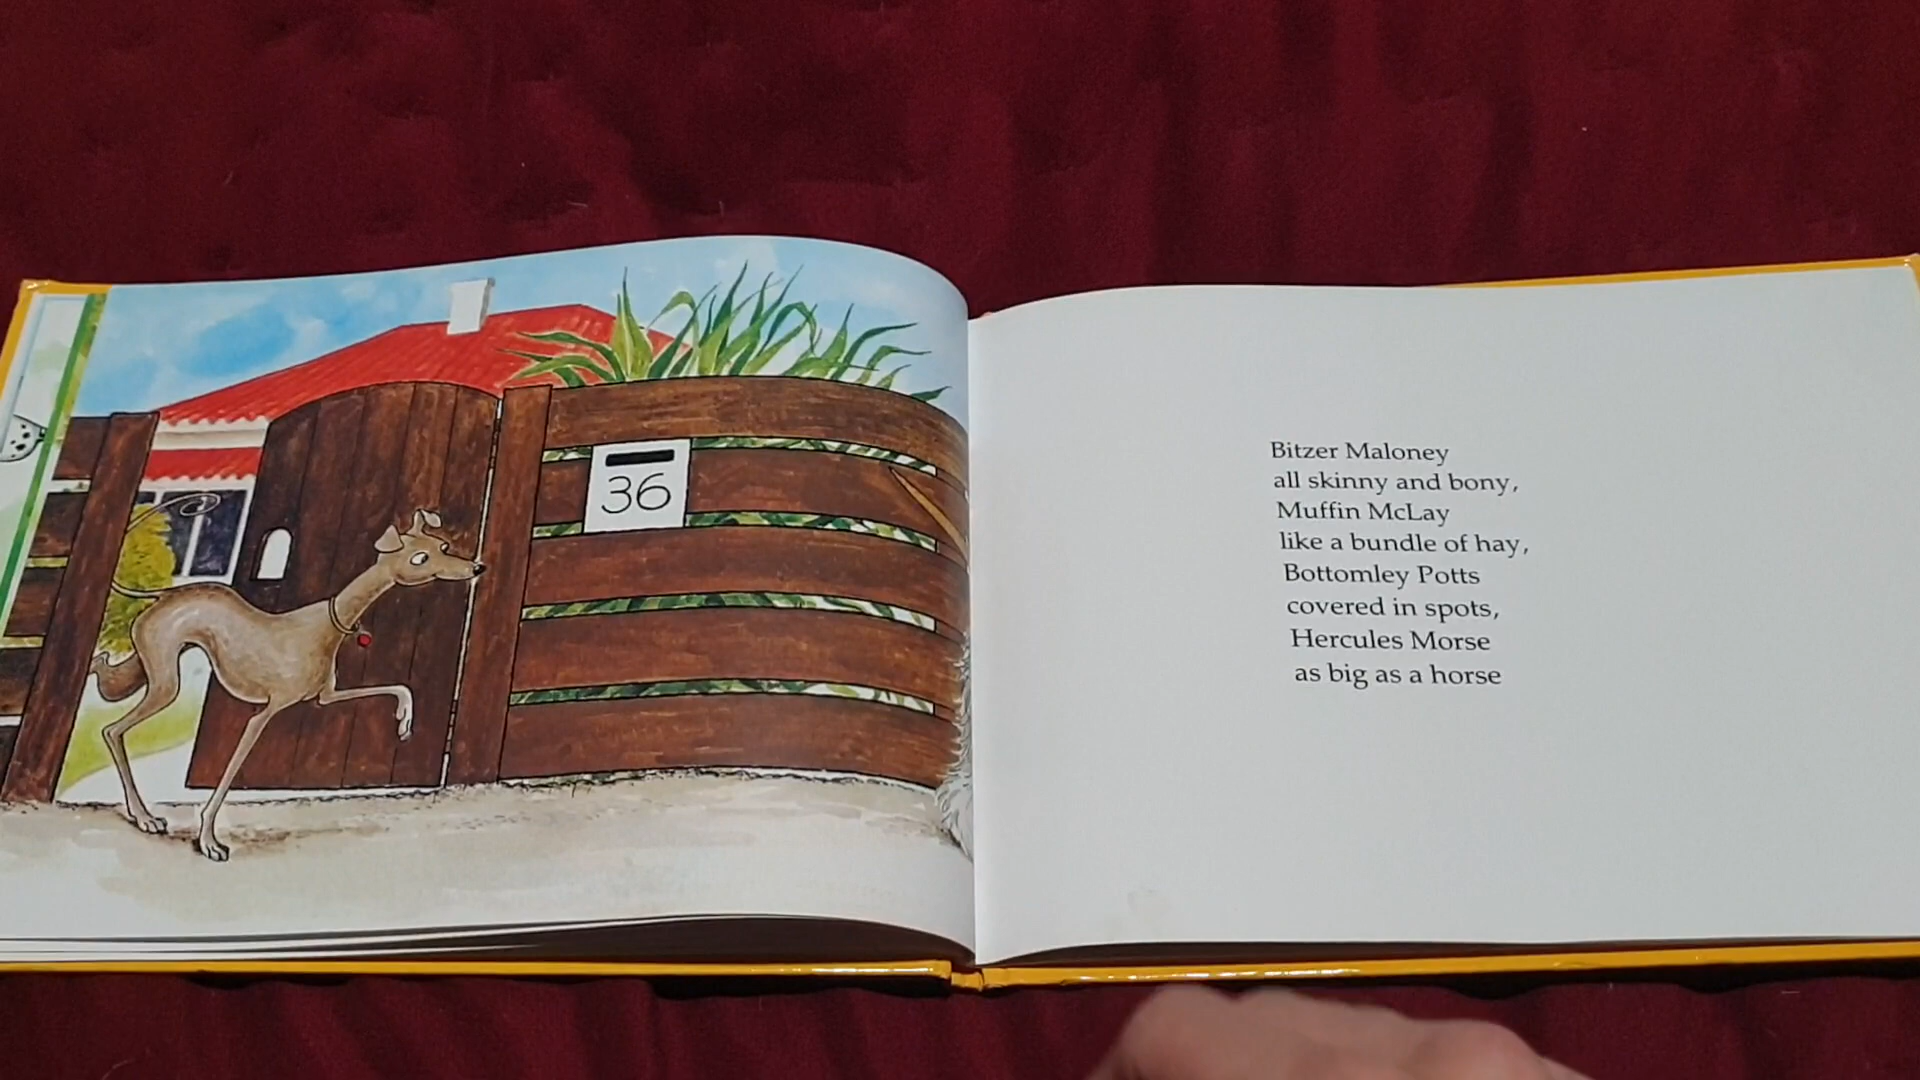 36
Bitzer Maloney
all skinny and bony,
Muffin McLay
like a bundle of hay,
Bottomley Potts
covered in spots,
Hercules Morse
as big as a horse